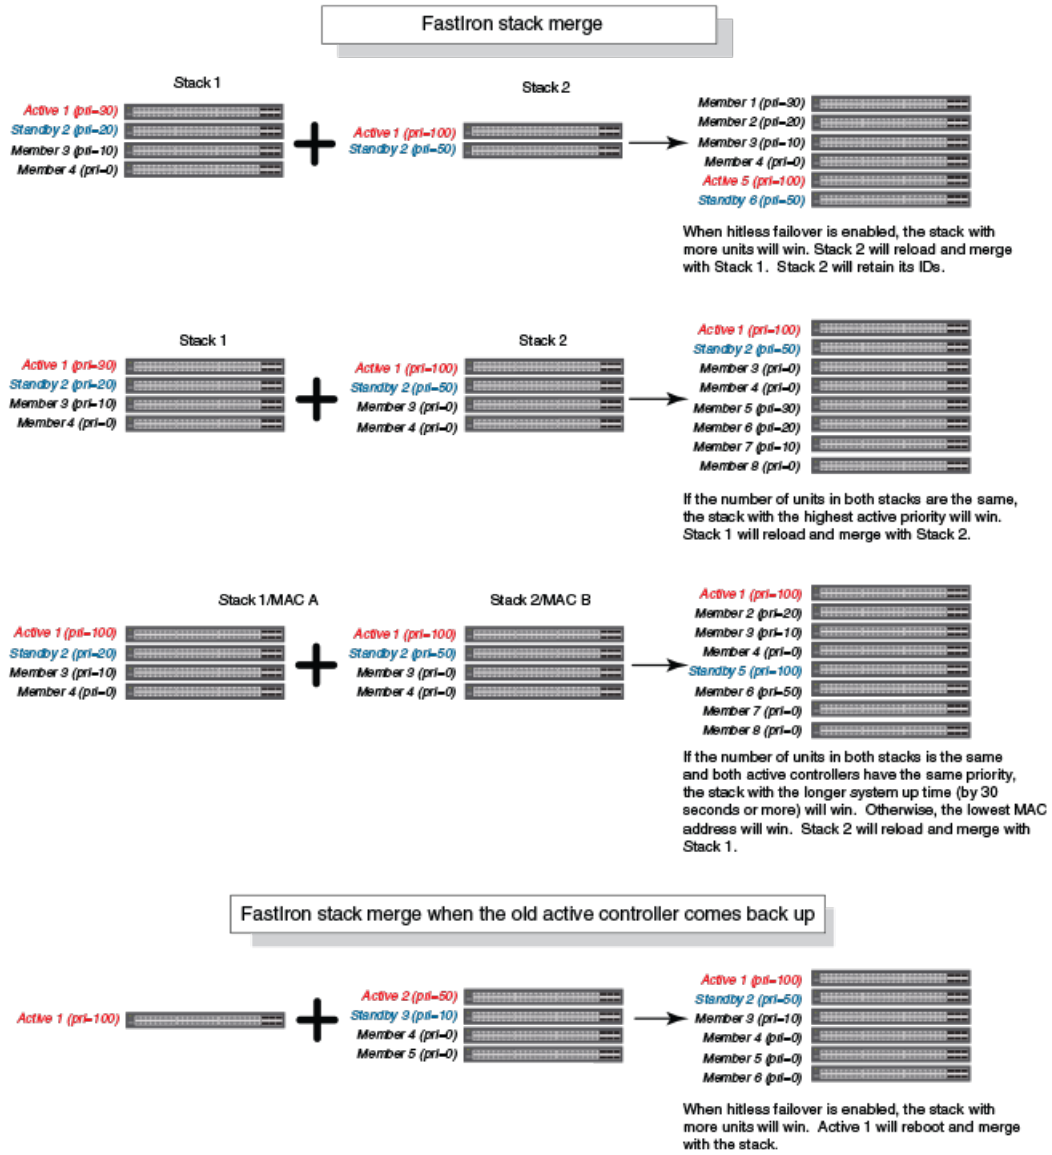 FastIron stack merge
Stack 1
Active 1 (pri=30)
Standby 2 (pri=20)
Member 3 (pri=10)
Member 4 (pri=0)
Stack 2
Active 1 (pri=100)
Standby 2 (pri=50)
Member 1 (pri=30)
Member 2 (pri=20)
Member 3 (pri=10)
Member 4 (pri=0)
Active 5 (pri=100)
Standby 6 (pri=50)
When hitless failover is enabled, the stack with
more units will win. Stack 2 will reload and merge
with Stack 1. Stack 2 will retain its IDs.
Stack 1
Active 1 (pri=30)
Standby 2 (pri=20)
Member 3 (pri=10)
Member 4 (pri=0)
Stack 2
Active 1 (pri=100)
Standby 2 (pri=50)
Member 3 (pri=0)
Member 4 (pri=0)
Active 1 (pri=100)
Standby 2 (pri=50)
Member 3 (pri=0)
Member 4 (pri=0)
Member 5 (pri=30)
Member 6 (pri=20)
Member 7 (pri=10)
Member 8 (pri=0)
If the number of units in both stacks are the same,
the stack with the highest active priority will win.
Stack 1 will reload and merge with Stack 2.
Stack 1/MAC A
Active 1 (pri=100)
Standby 2 (pri=20)
Member 3 (pri=10)
Member 4 (pri=0)
Stack 2/MAC B
Active 1 (pri=100)
Standby 2 (pri=50)
Member 3 (pri=0)
Member 4 (pri=0)
Active 1 (pri=100)
Member 2 (pri=20)
Member 3 (pri=10)
Member 4 (pri=0)
Standby 5 (pri=100)
Member 6 (pri=50)
Member 7 (pri=0)
Member 8 (pri=0)
If the number of units in both stacks is the same
and both active controllers have the same priority,
the stack with the longer system up time (by 30
seconds or more) will win. Otherwise, the lowest MAC
address will win. Stack 2 will reload and merge with
Stack 1.
FastIron stack merge when the old active controller comes back up
Active 1 (pri=100)
Active 2 (pri=50)
Standby 3 (pri=10)
Member 4 (pri=0)
Member 5 (pri=0)
Active 1 (pri=100)
Standby 2 (pri=50)
Member 3 (pri=10)
Member 4 (pri=0)
Member 5 (pri=0)
Member 6 (pri=0)
When hitless failover is enabled, the stack with
more units will win. Active 1 will reboot and merge
with the stack.